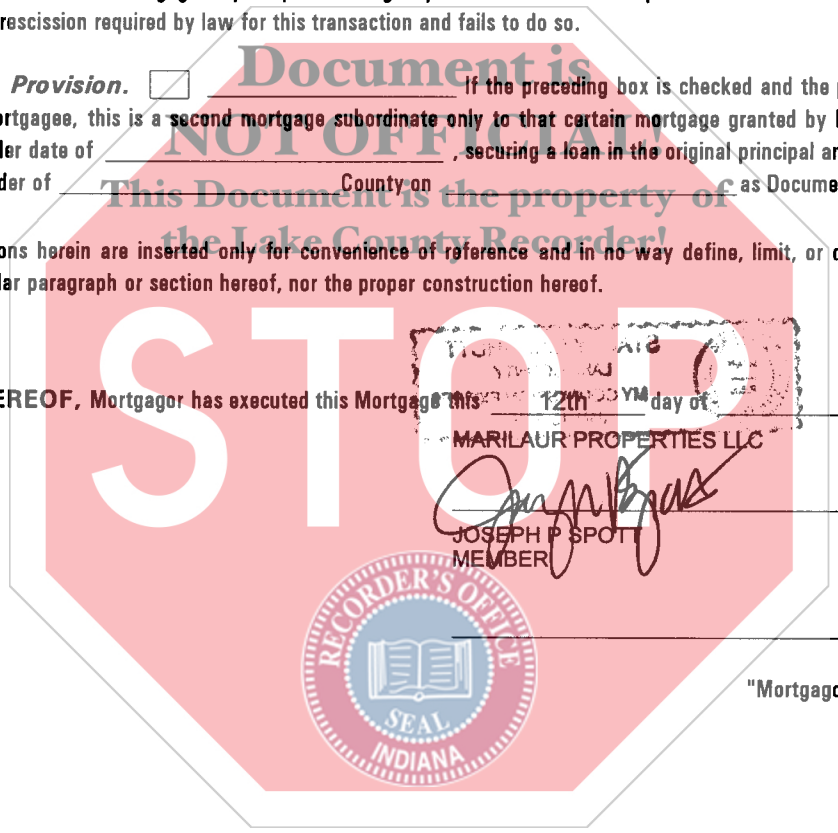 rescission required by law for this transaction and fails to do so.
Document is
Provision. If the preceding box is checked and the
ortgagee, this is a second mortgage subordinate only to that certain mortgage granted by
NOT OFFICIAL!
der date of , securing a loan in the original principal
This Document is the property of
der of County on as Docume
the Lake County Recorder!
ons herein are inserted only for convenience of reference and in no way define, limit, or
lar paragraph or section hereof, nor the proper construction hereof.
STOP
EREOF, Mortgagor has executed this Mortgage this 12th day of
MARILAUR PROPERTIES LLC
JOSEPH P SPOTT
MEMBER
RECORDER'S OFFICE
SEAL
INDIANA
"Mortgago